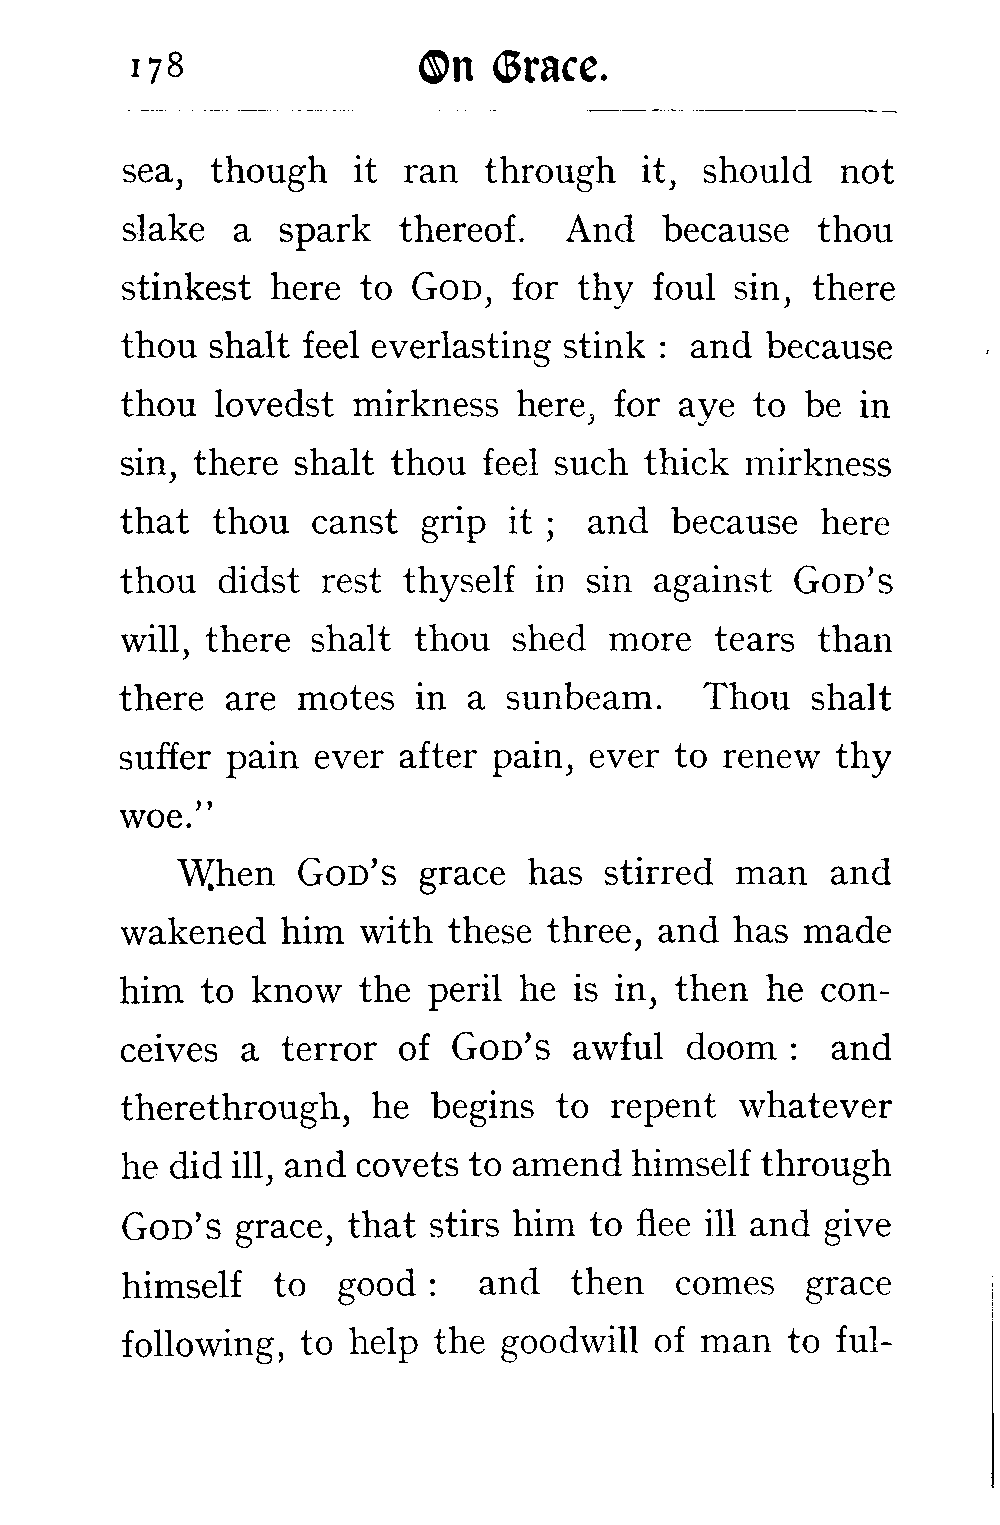 178 On Grace.
sea, though it ran through it, should not
slake a spark thereof. And because thou
stinkest here to GOD, for thy foul sin, there
thou shalt feel everlasting stink : and because
thou lovedst mirkness here, for aye to be in
sin, there shalt thou feel such thick mirkness
that thou canst grip it ; and because here
thou didst rest thyself in sin against GOD'S
will, there shalt thou shed more tears than
there are motes in a sunbeam. Thou shalt
suffer pain ever after pain, ever to renew thy
woe."
When GOD'S grace has stirred man and
wakened him with these three, and has made
him to know the peril he is in, then he con-
ceives a terror of GOD'S awful doom : and
therethrough, he begins to repent whatever
he did ill, and covets to amend himself through
GOD'S grace, that stirs him to flee ill and give
himself to good : and then comes grace
following, to help the goodwill of man to ful-